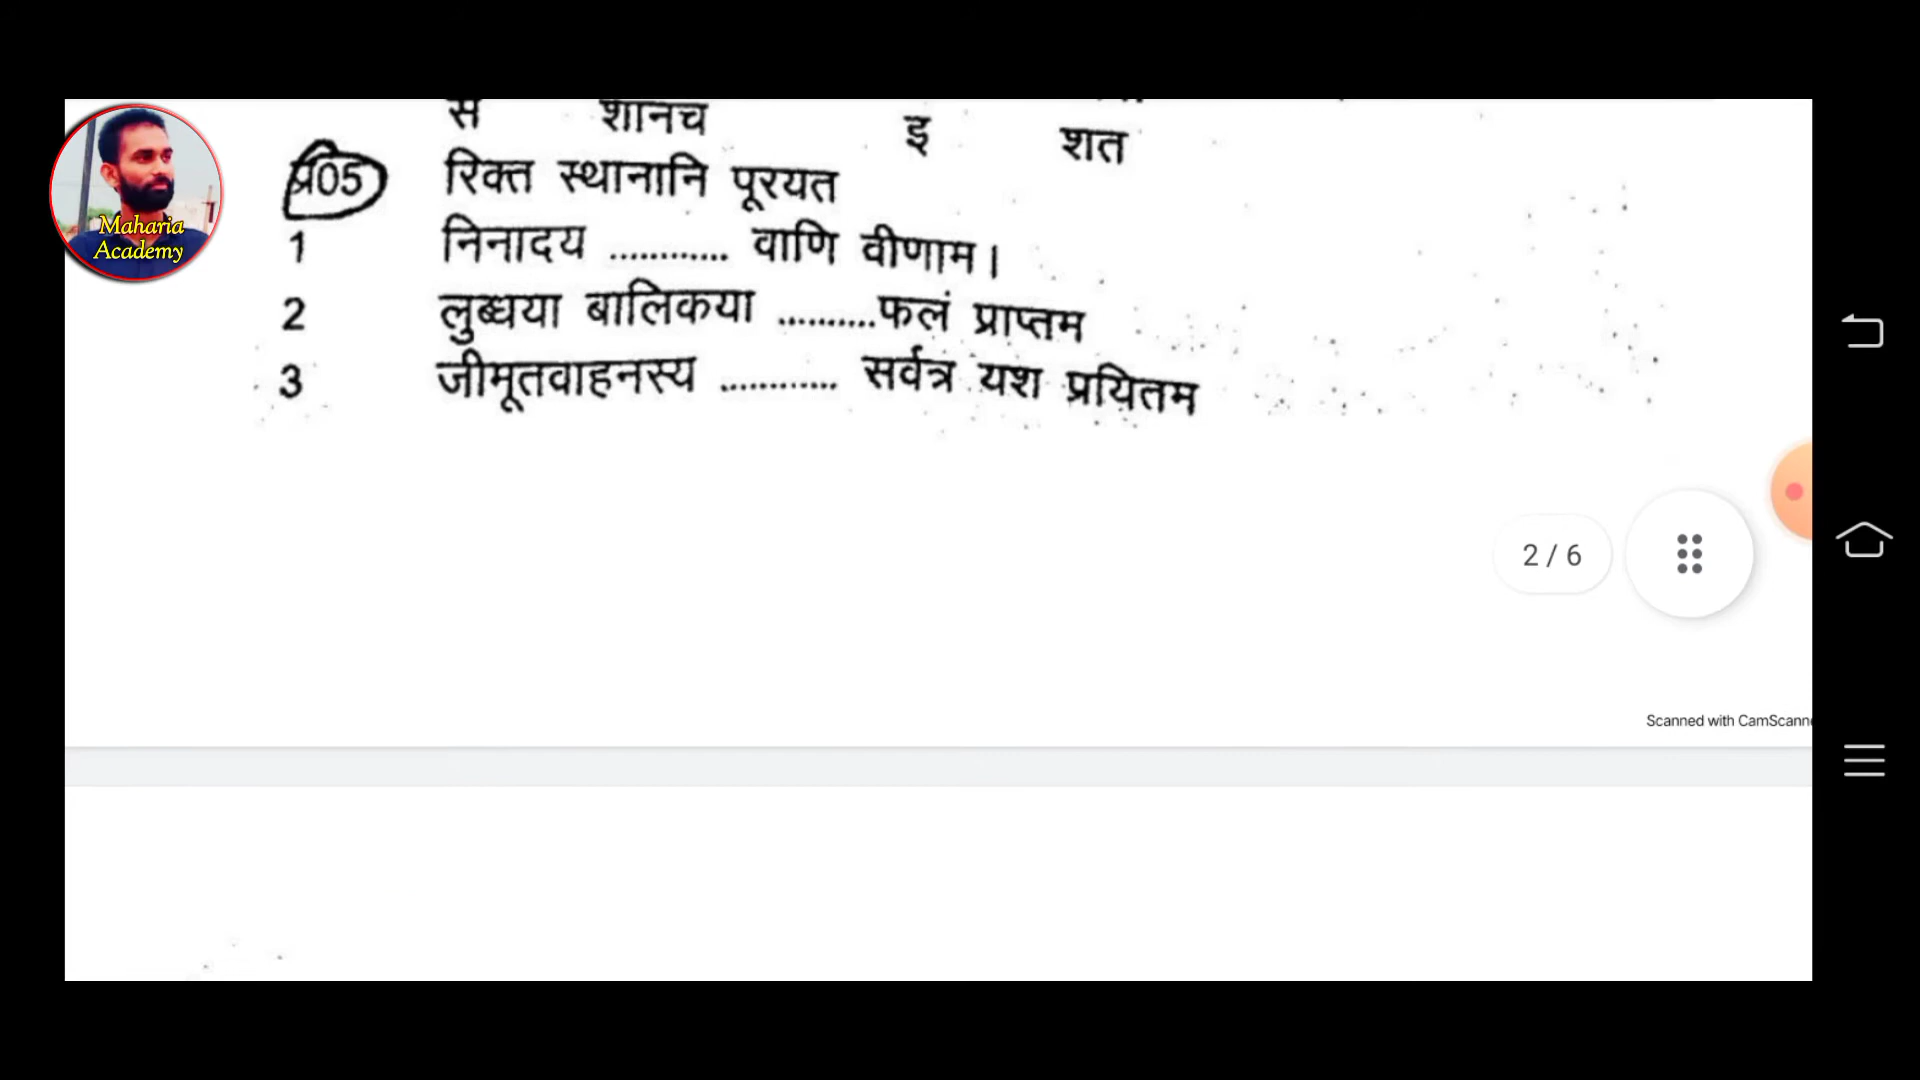 स शानच इ शत
प्र05 रिक्त स्थानानि पूरयत
1 निनादय ............ वाणि वीणाम।
2 लुब्धया बालिकया ..........फलं प्राप्तम
3 जीमूतवाहनस्य ............ सर्वत्र यश प्रयितम
Maharia
Academy
2 / 6
Scanned with CamScann